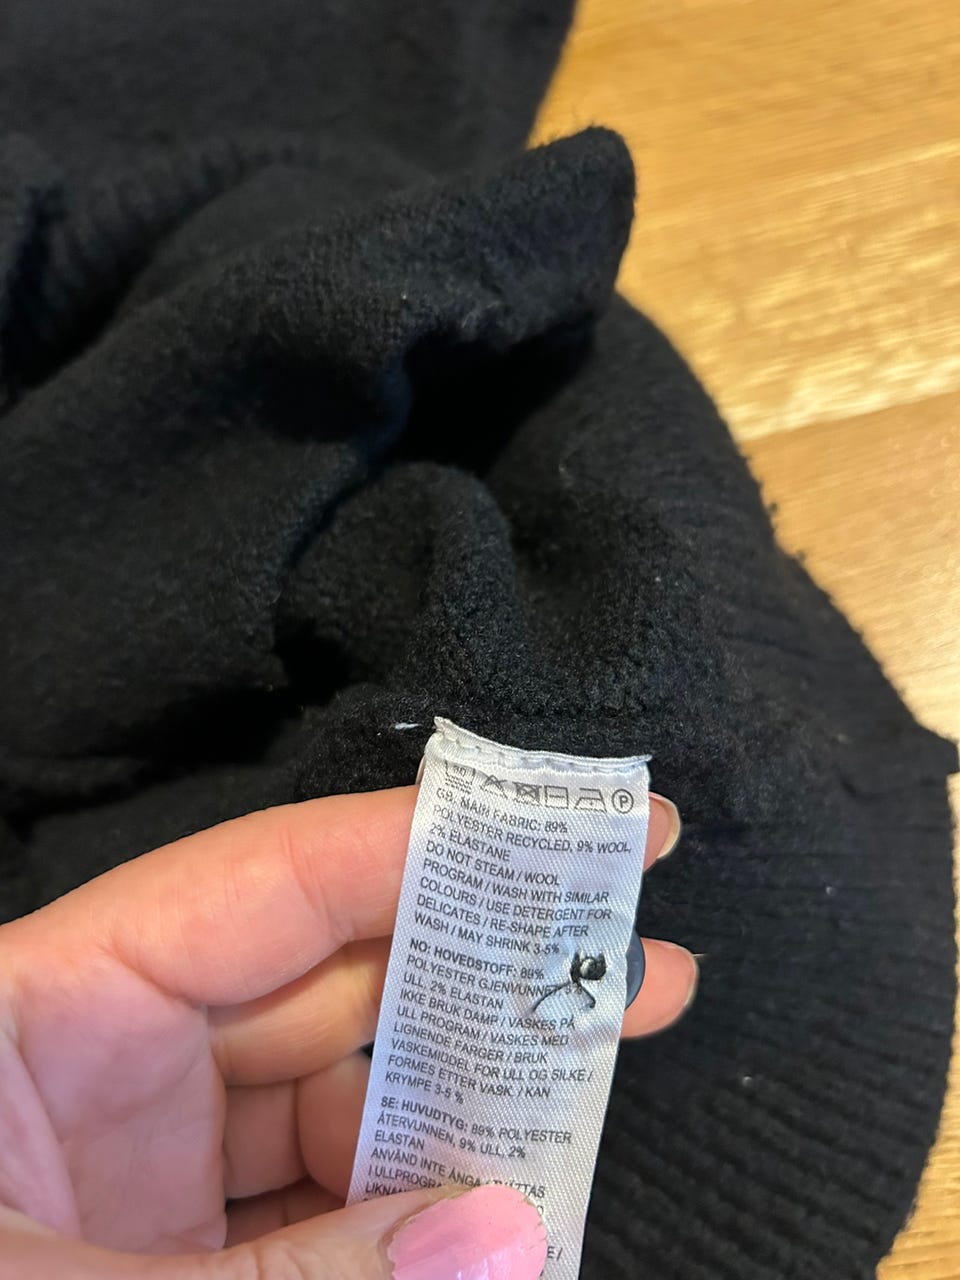 30
P
GB: MAIN FABRIC: 89%
POLYESTER RECYCLED, 9% WOOL,
2% ELASTANE
DO NOT STEAM / WOOL
PROGRAM / WASH WITH SIMILAR
COLOURS / USE DETERGENT FOR
DELICATES / RE-SHAPE AFTER
WASH / MAY SHRINK 3-5%
NO: HOVEDSTOFF: 89%
POLYESTER GJENVUNNET
ULL, 2% ELASTAN
IKKE BRUK DAMP / VASKES PÅ
ULL PROGRAM / VASKES MED
LIGNENDE FARGER / BRUK
VASKEMIDDEL FOR ULL OG SILKE /
FORMES ETTER VASK. / KAN
KRYMPE 3-5 %
SE: HUVUDTYG: 89% POLYESTER
ÅTERVUNNEN, 9% ULL, 2%
ELASTAN
ANVÄND INTE ÅNGA
I